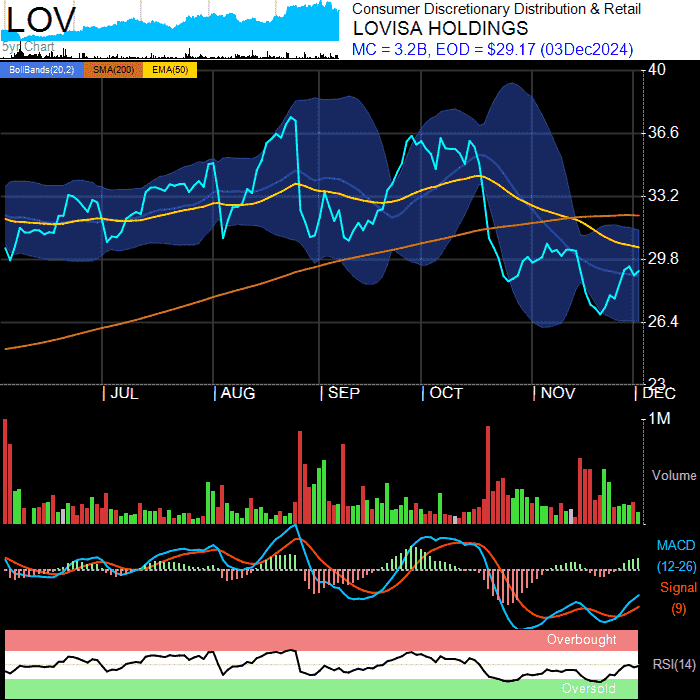 LOV
5yr Chart
Consumer Discretionary Distribution & Retail
LOVISA HOLDINGS
MC = 3.2B, EOD = $29.17 (03Dec2024)
BollBands(20,2) SMA(200) EMA(50)
40
36.6
33.2
29.8
26.4
23
JUL AUG SEP OCT NOV DEC
1M
Volume
MACD
(12-26)
Signal
(9)
Overbought
RSI(14)
Oversold